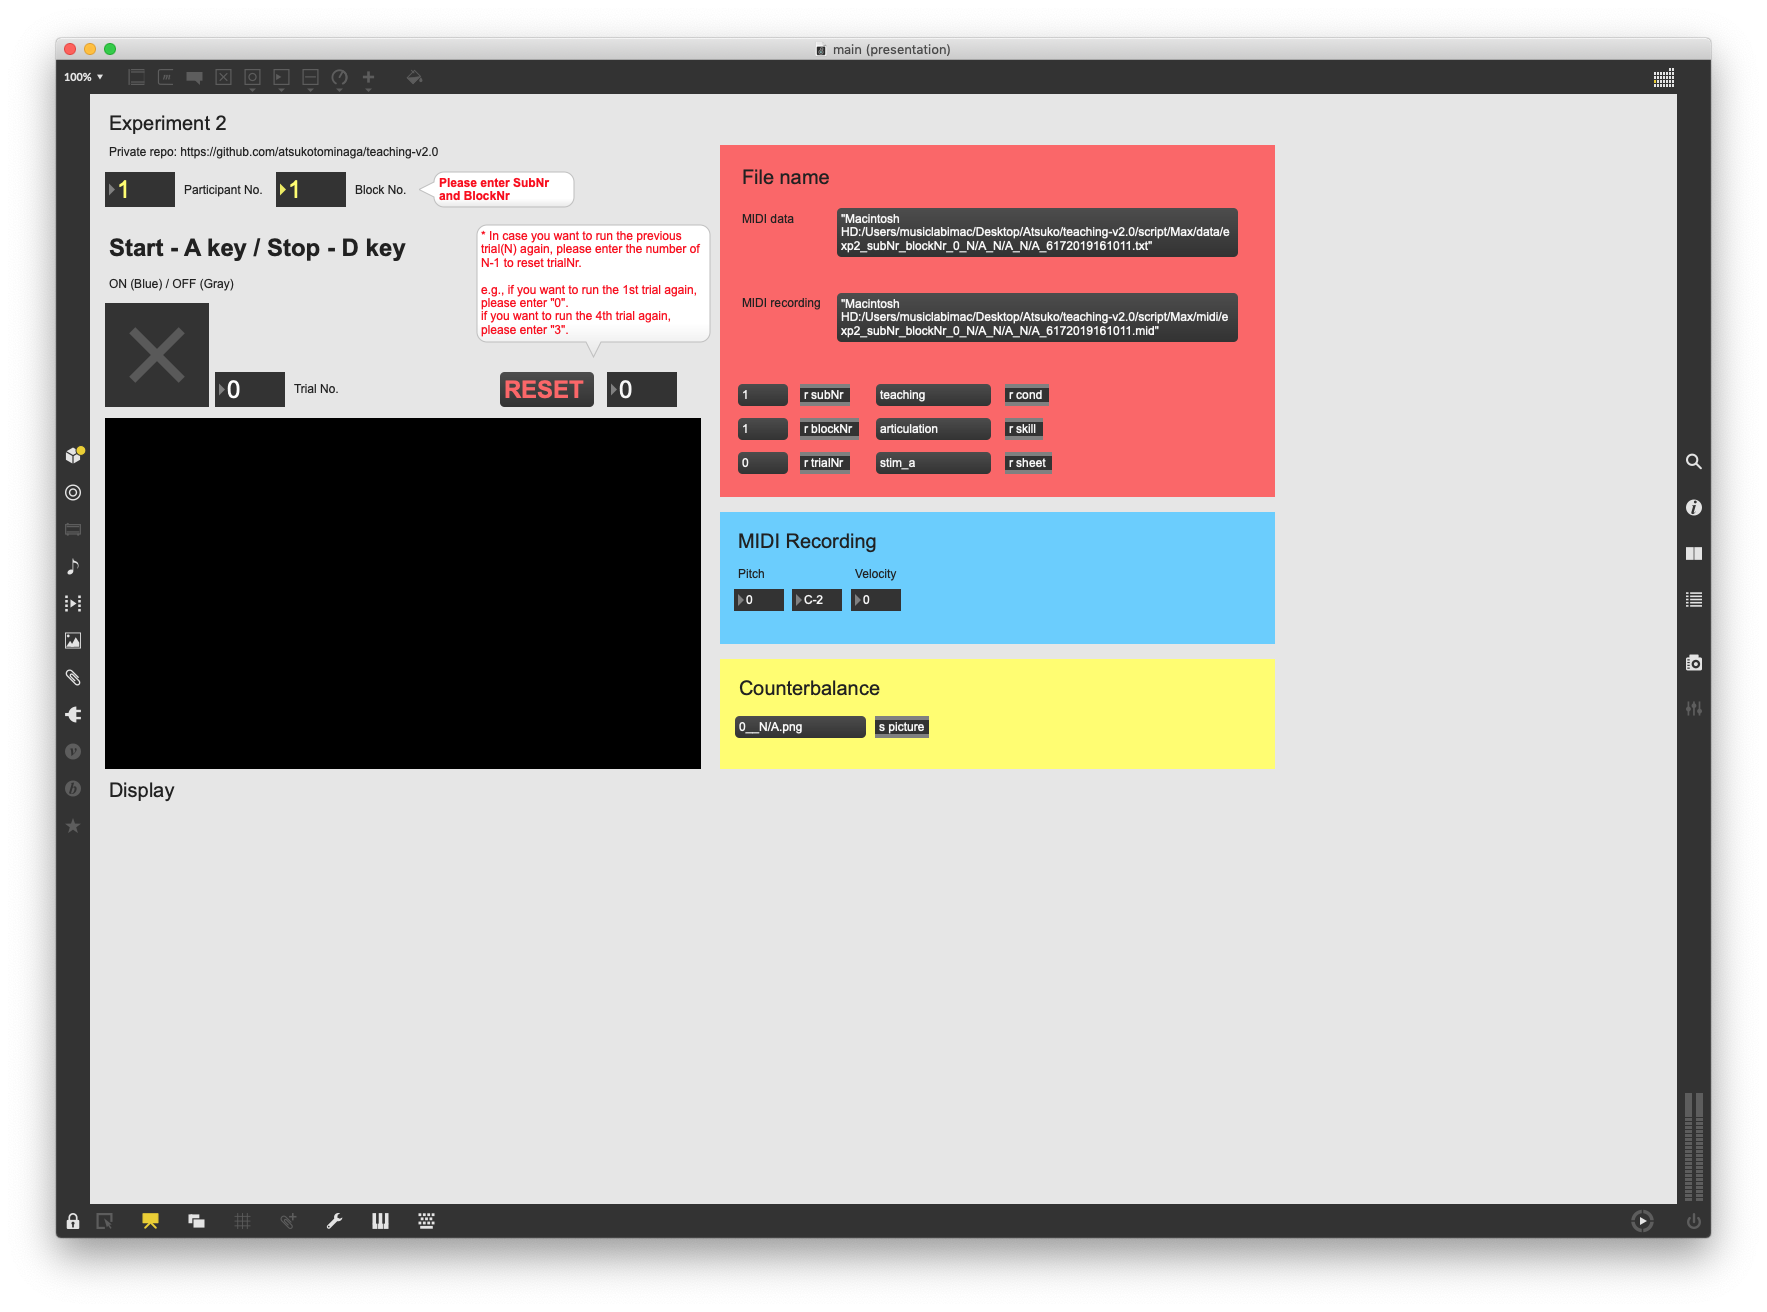 main (presentation)
100%
Experiment 2
Private repo: https://github.com/atsukotominaga/teaching-v2.0
1
Participant No.
1
Block No.
Please enter SubNr
and BlockNr
Start - A key / Stop - D key
ON (Blue) / OFF (Gray)
* In case you want to run the previous
trial(N) again, please enter the number of
N-1 to reset trialNr.
e.g., if you want to run the 1st trial again,
please enter "0".
if you want to run the 4th trial again,
please enter "3".
0
Trial No.
RESET
0
Display
File name
MIDI data
"Macintosh
HD:/Users/musiclabimac/Desktop/Atsuko/teaching-v2.0/script/Max/data/e
xp2_subNr_blockNr_0_N/A_N/A_N/A_6172019161011.txt"
MIDI recording
"Macintosh
HD:/Users/musiclabimac/Desktop/Atsuko/teaching-v2.0/script/Max/midi/e
xp2_subNr_blockNr_0_N/A_N/A_N/A_6172019161011.mid"
1
r subNr
teaching
r cond
1
r blockNr
articulation
r skill
0
r trialNr
stim_a
r sheet
MIDI Recording
Pitch
Velocity
0
C-2
0
Counterbalance
0__N/A.png
s picture